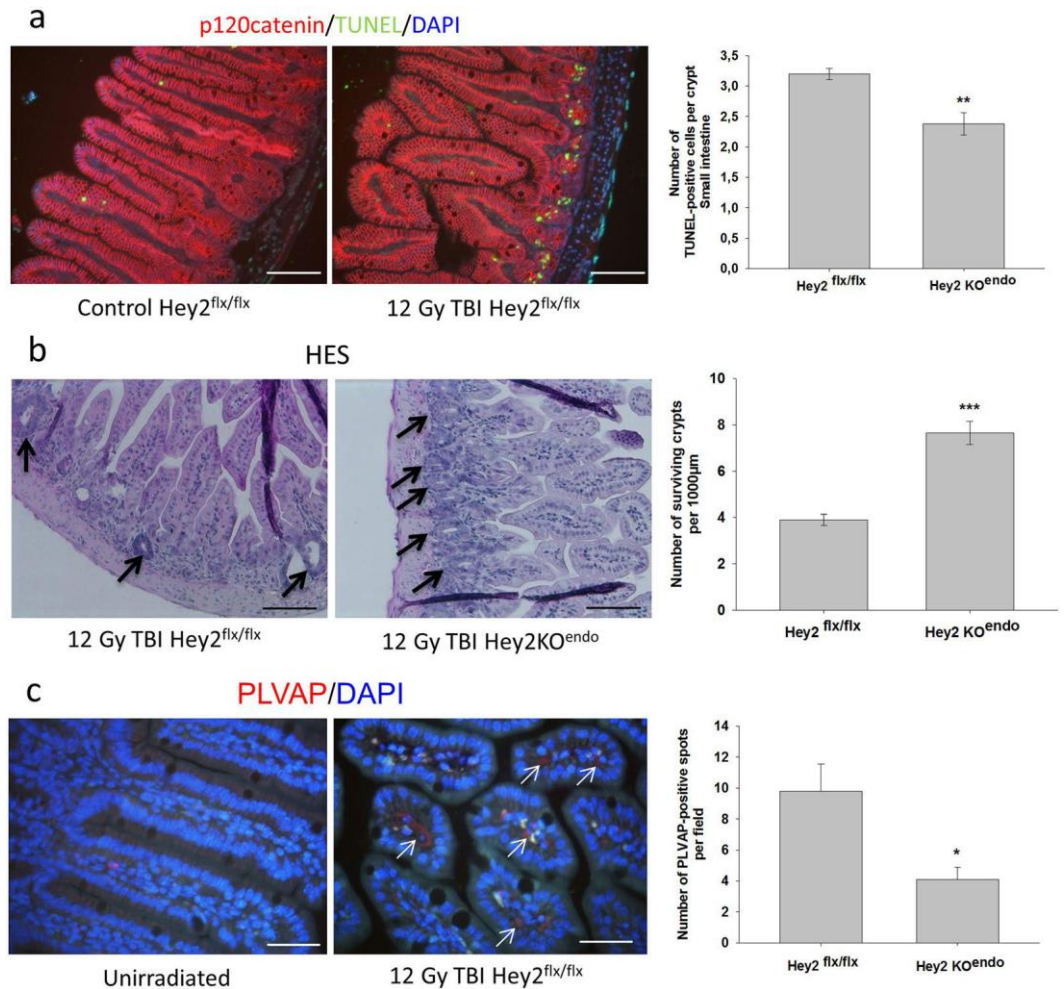 a
p120catenin/TUNEL/DAPI
Control Hey2flx/flx
12 Gy TBI Hey2flx/flx
Number of
TUNEL-positive cells per crypt
Small intestine
3,5
3,0
2,5
2,0
1,5
1,0
0,5
0,0
**
Hey2 flx/flx
Hey2 KOendo
b
HES
12 Gy TBI Hey2flx/flx
12 Gy TBI Hey2KOendo
Number of surviving crypts
per 1000µm
10
8
6
4
2
0
***
Hey2 flx/flx
Hey2 KOendo
c
PLVAP/DAPI
Unirradiated
12 Gy TBI Hey2flx/flx
Number of PLVAP-positive spots
per field
14
12
10
8
6
4
2
0
*
Hey2 flx/flx
Hey2 KOendo